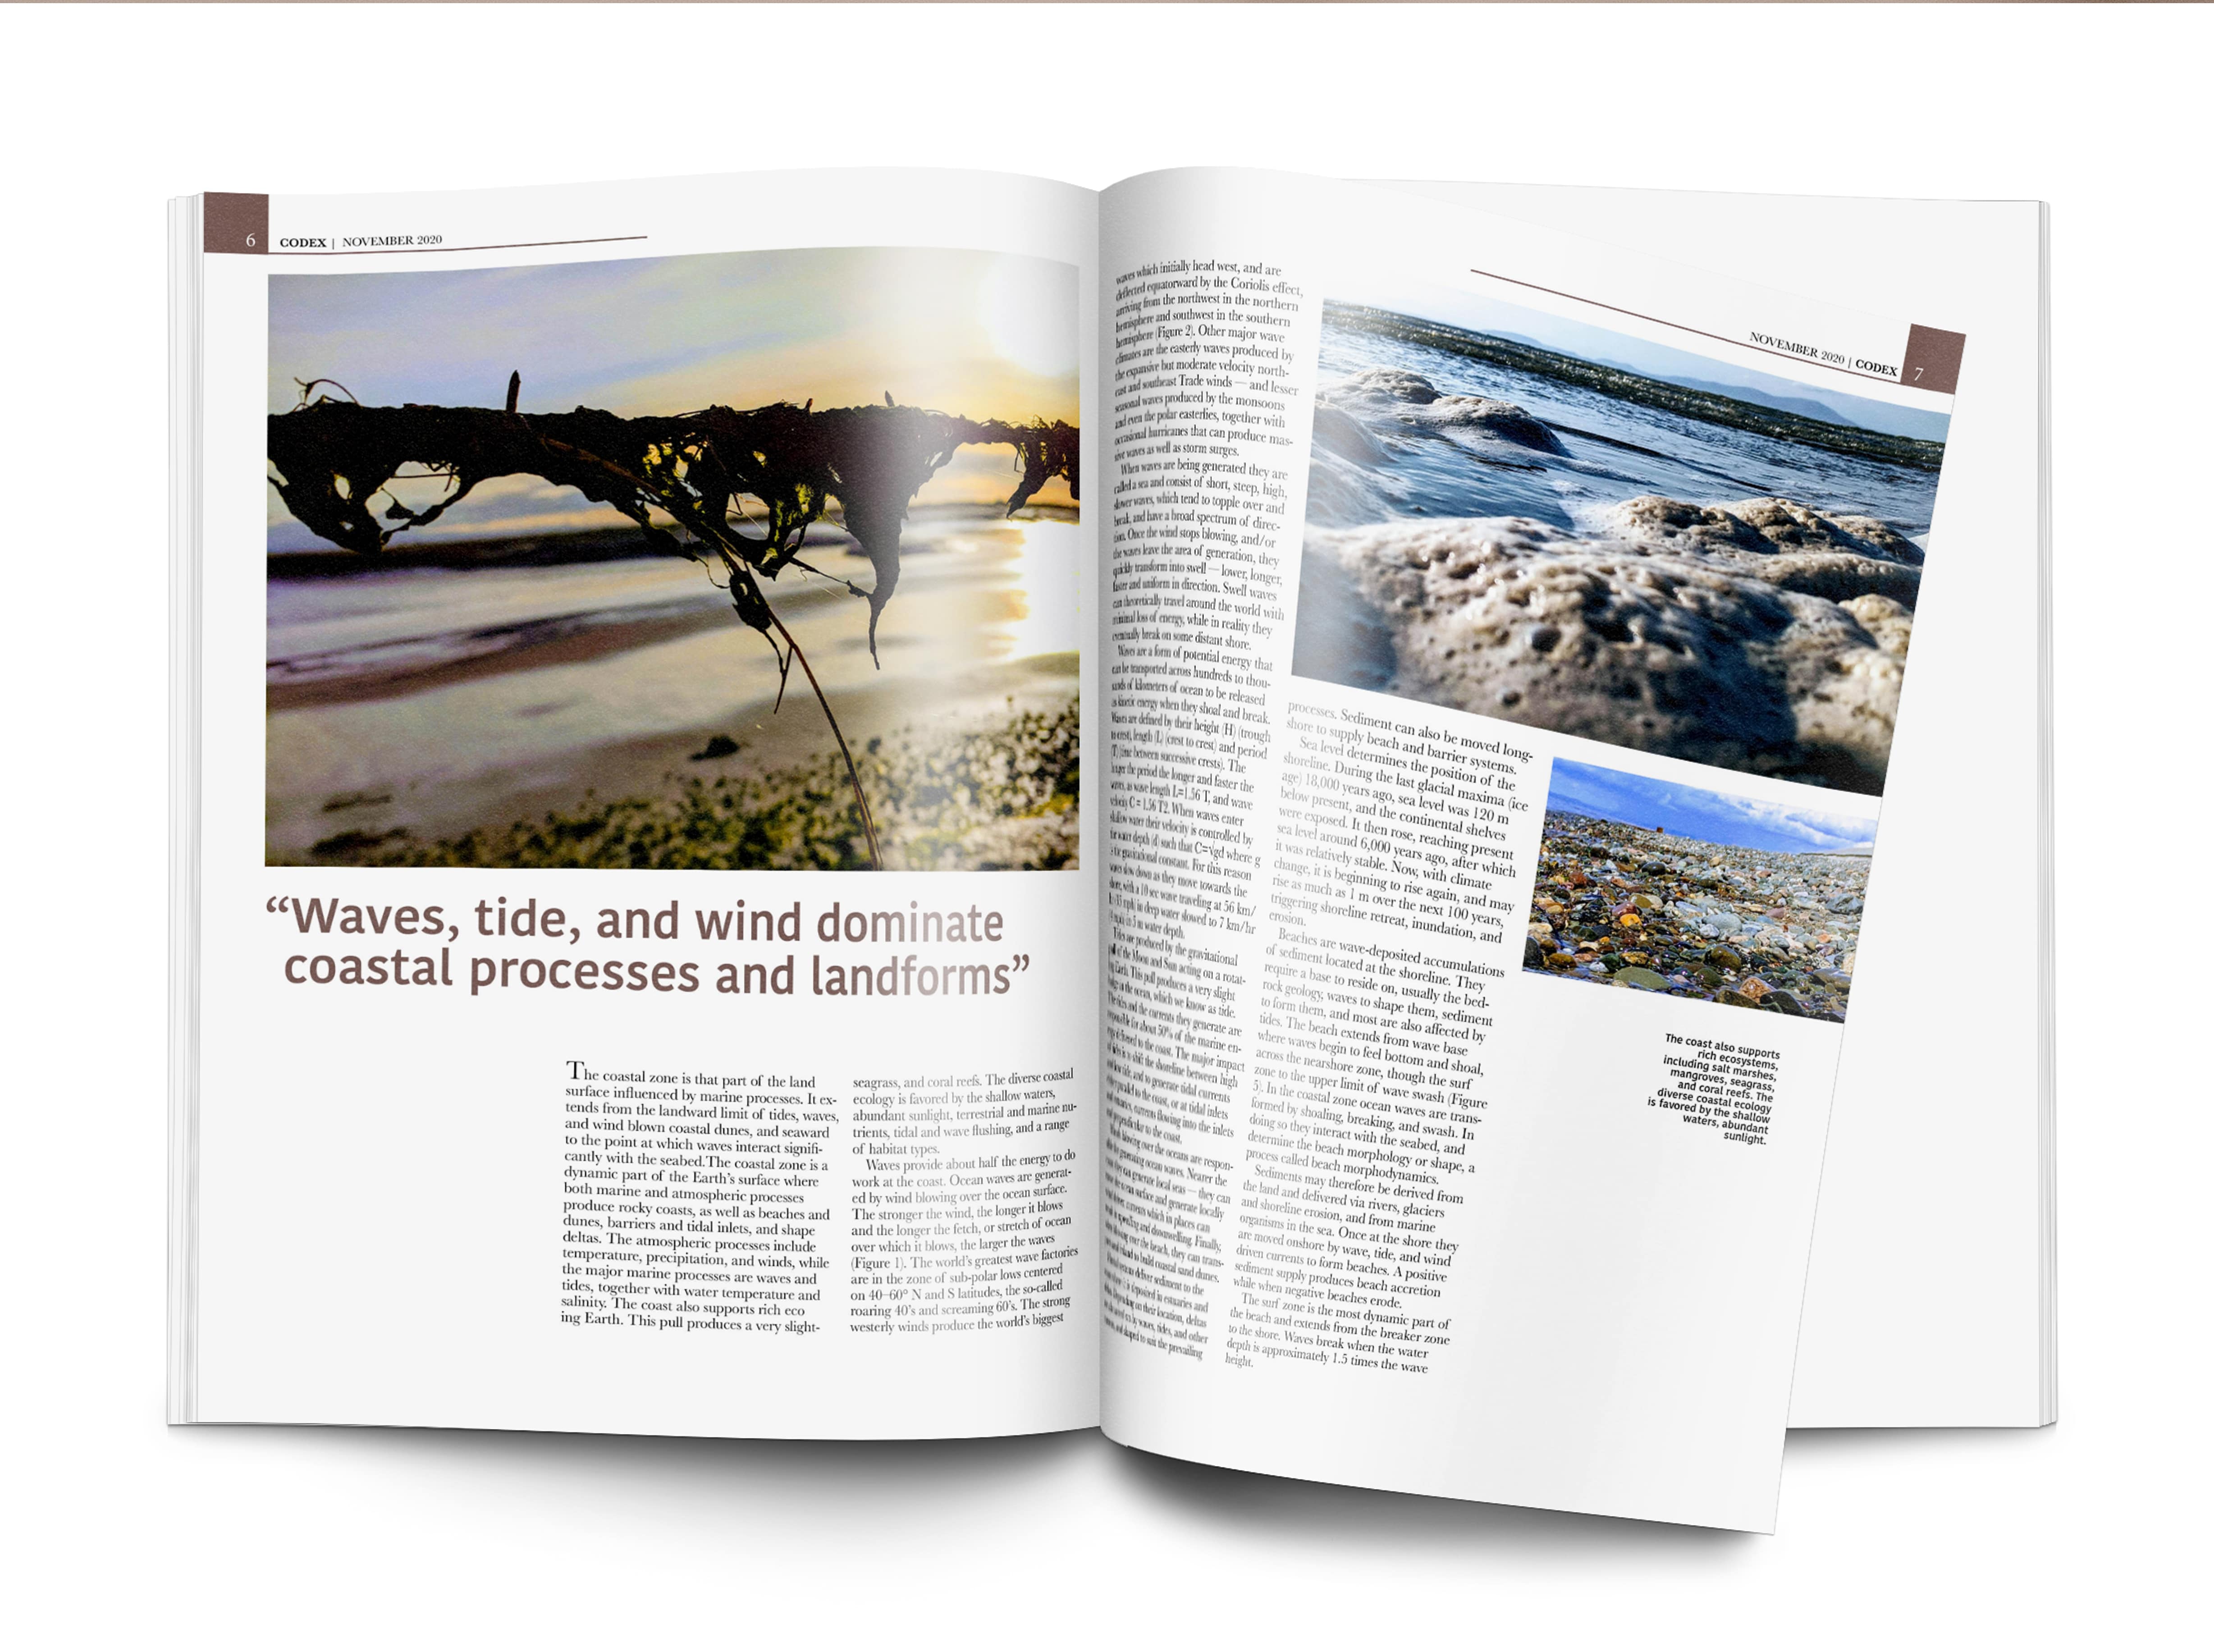 6
CODEX | NOVEMBER 2020
“Waves, tide, and wind dominate
coastal processes and landforms”
The coastal zone is that part of the land
surface influenced by marine processes. It ex-
tends from the landward limit of tides, waves,
and wind blown coastal dunes, and seaward
to the point at which waves interact signifi-
cantly with the seabed.The coastal zone is a
dynamic part of the Earth’s surface where
both marine and atmospheric processes
produce rocky coasts, as well as beaches and
dunes, barriers and tidal inlets, and shape
deltas. The atmospheric processes include
temperature, precipitation, and winds, while
the major marine processes are waves and
tides, together with water temperature and
salinity. The coast also supports rich eco
ing Earth. This pull produces a very slight-
seagrass, and coral reefs. The diverse coastal
ecology is favored by the shallow waters,
abundant sunlight, terrestrial and marine nu-
trients, tidal and wave flushing, and a range
of habitat types.
Waves provide about half the energy to do
work at the coast. Ocean waves are generat-
ed by wind blowing over the ocean surface.
The stronger the wind, the longer it blows
and the longer the fetch, or stretch of ocean
over which it blows, the larger the waves
(Figure 1). The world’s greatest wave factories
are in the zone of sub-polar lows centered
on 40–60° N and S latitudes, the so-called
roaring 40’s and screaming 60’s. The strong
westerly winds produce the world’s biggest
NOVEMBER 2020 | CODEX
7
waves which initially head west, and are
deflected equatorward by the Coriolis effect,
arriving from the northwest in the northern
hemisphere and southwest in the southern
hemisphere (Figure 2). Other major wave
climates are the easterly waves produced by
the expansive but moderate velocity north-
east and southeast Trade winds — and lesser
seasonal waves produced by the monsoons
and even the polar easterlies, together with
occasional hurricanes that can produce mas-
sive waves as well as storm surges.
When waves are being generated they are
called a sea and consist of short, steep, high,
slower waves, which tend to topple over and
break, and have a broad spectrum of direc-
tion. Once the wind stops blowing, and/or
the waves leave the area of generation, they
quickly transform into swell — lower, longer,
faster and uniform in direction. Swell waves
can theoretically travel around the world with
minimal loss of energy, while in reality they
eventually break on some distant shore.
Waves are a form of potential energy that
can be transported across hundreds to thou-
sands of kilometers of ocean to be released
as kinetic energy when they shoal and break.
Waves are defined by their height (H) (trough
to crest), length (L) (crest to crest) and period
(T) (time between successive crests). The
longer the period the longer and faster the
waves, as wave length L=1.56 T, and wave
velocity C = 1.56 T2. When waves enter
shallow water their velocity is controlled by
the water depth (d) such that C=√gd where g
is the gravitational constant. For this reason
waves slow down as they move towards the
shore, with a 10 sec wave traveling at 56 km/
h (35 mph) in deep water slowed to 7 km/hr
in 5 m water depth.
Tides are produced by the gravitational
pull of the Moon and Sun acting on a rotat-
ing Earth. This pull produces a very slight
bulge in the ocean, which we know as tide.
The tides and the currents they generate are
responsible for about 50% of the marine en-
ergy delivered to the coast. The major impact
of tides is to shift the shoreline between high
and low tide, and to generate tidal currents
parallel to the coast, or at tidal inlets
and estuaries, currents flowing into the inlets
perpendicular to the coast.
blowing over the oceans are respon-
generating ocean waves. Nearer the
can generate local seas — they can
the ocean surface and generate locally
currents which in places can
upwelling and downwelling. Finally,
blowing over the beach, they can trans-
inland to build coastal sand dunes.
deliver sediment to the
is deposited in estuaries and
Depending on their location, deltas
by waves, tides, and other
and shaped to suit the prevailing
processes. Sediment can also be moved long-
shore to supply beach and barrier systems.
Sea level determines the position of the
shoreline. During the last glacial maxima (ice
age) 18,000 years ago, sea level was 120 m
below present, and the continental shelves
were exposed. It then rose, reaching present
sea level around 6,000 years ago, after which
it was relatively stable. Now, with climate
change, it is beginning to rise again, and may
rise as much as 1 m over the next 100 years,
triggering shoreline retreat, inundation, and
erosion.
Beaches are wave-deposited accumulations
of sediment located at the shoreline. They
require a base to reside on, usually the bed-
rock geology, waves to shape them, sediment
to form them, and most are also affected by
tides. The beach extends from wave base
where waves begin to feel bottom and shoal,
across the nearshore zone, though the surf
zone to the upper limit of wave swash (Figure
5). In the coastal zone ocean waves are trans-
formed by shoaling, breaking, and swash. In
doing so they interact with the seabed, and
determine the beach morphology or shape, a
process called beach morphodynamics.
Sediments may therefore be derived from
the land and delivered via rivers, glaciers
and shoreline erosion, and from marine
organisms in the sea. Once at the shore they
are moved onshore by wave, tide, and wind
driven currents to form beaches. A positive
sediment supply produces beach accretion
while when negative beaches erode.
The surf zone is the most dynamic part of
the beach and extends from the breaker zone
to the shore. Waves break when the water
depth is approximately 1.5 times the wave
height.
The coast also supports
rich ecosystems,
including salt marshes,
mangroves, seagrass,
and coral reefs. The
diverse coastal ecology
is favored by the shallow
waters, abundant
sunlight.